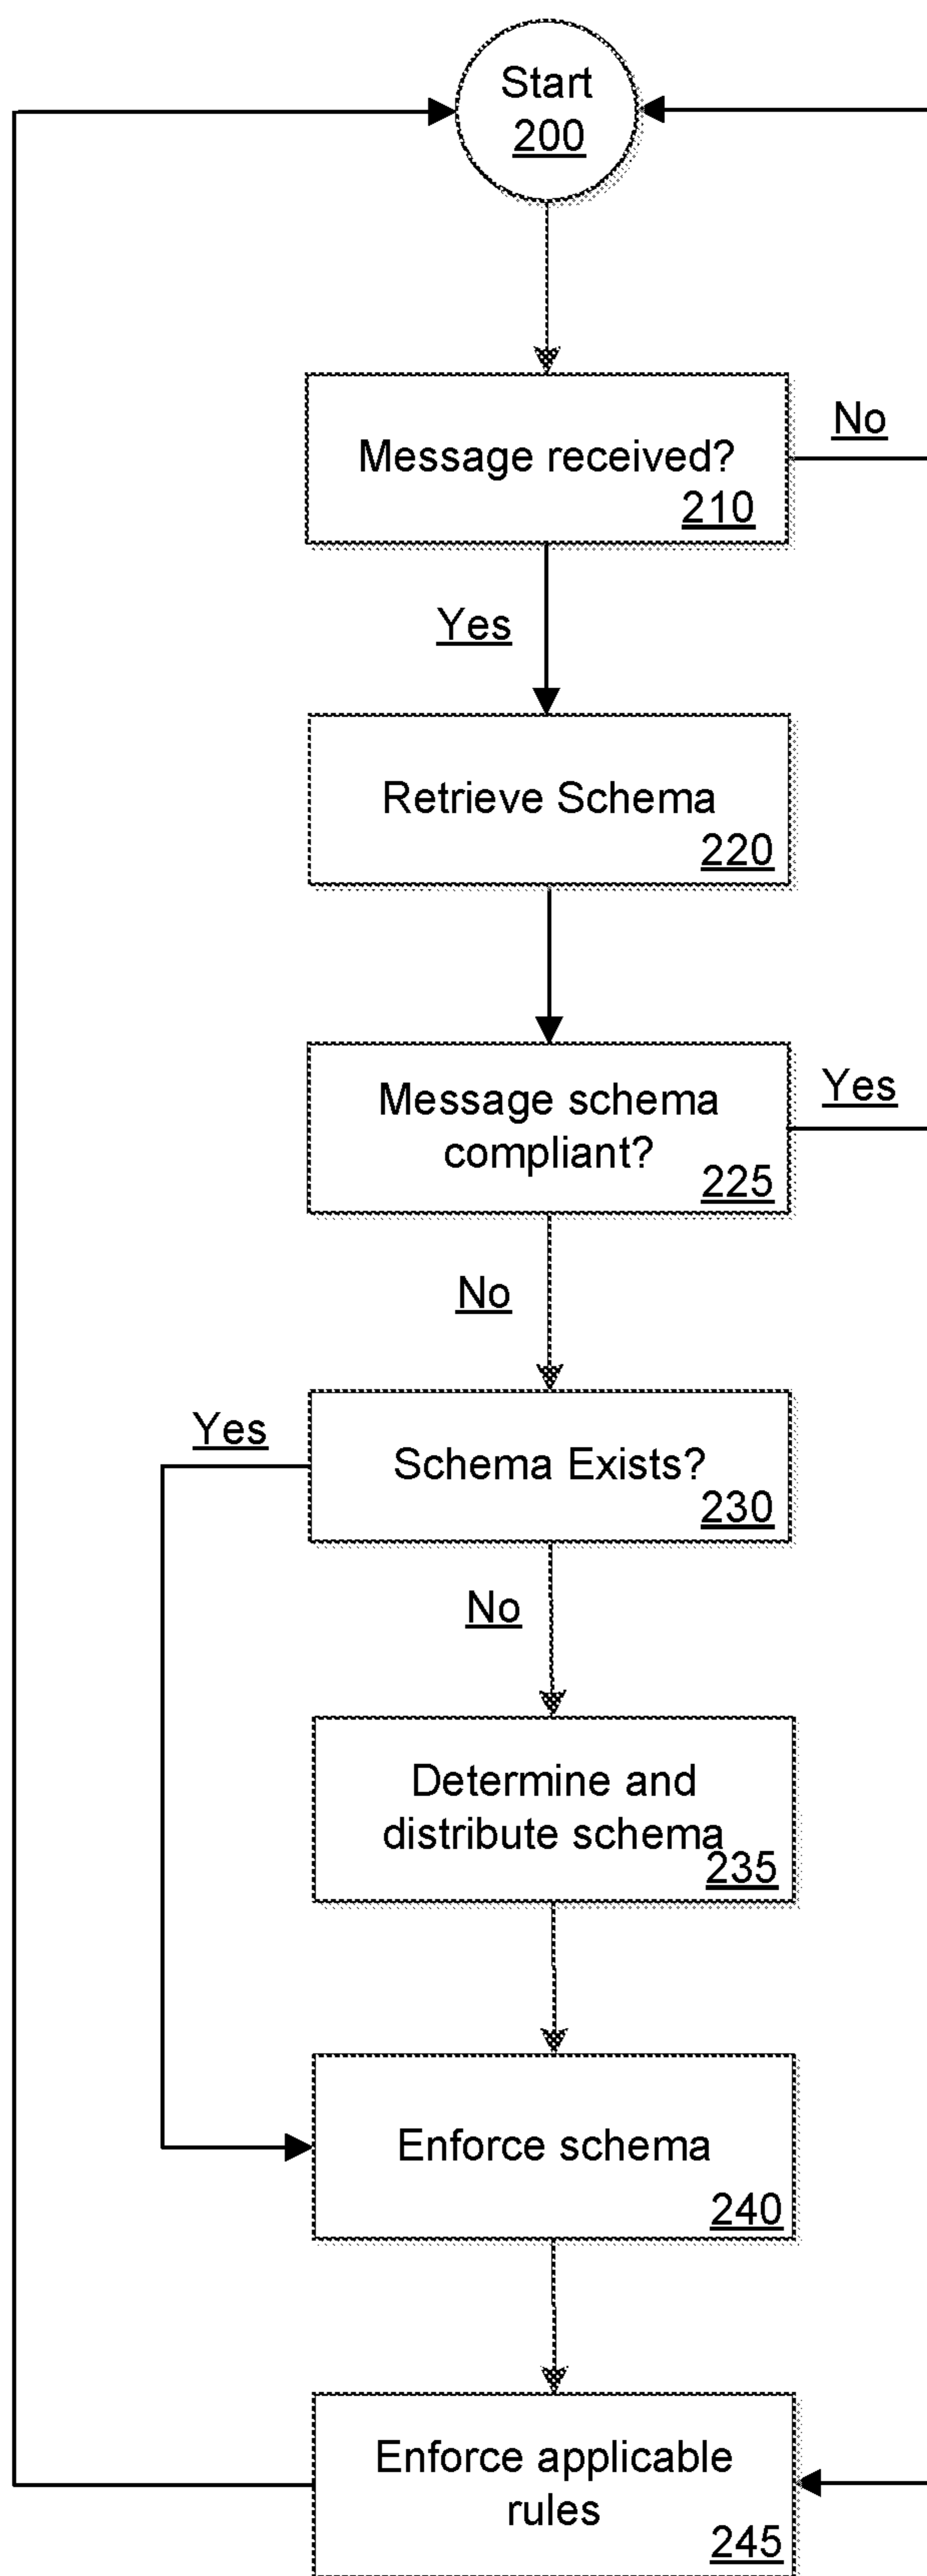 Start
200
Message received?
No
210
Yes
Retrieve Schema
220
Message schema
compliant?
Yes
225
No
Yes
Schema Exists?
230
No
Determine and
distribute schema
235
Enforce schema
240
Enforce applicable
rules
245